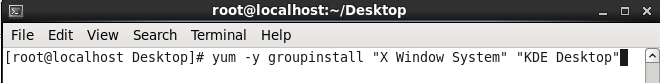 root@localhost:~/Desktop
File Edit View Search Terminal Help
[root@localhost Desktop]# yum -y groupinstall "X Window System" "KDE Desktop"